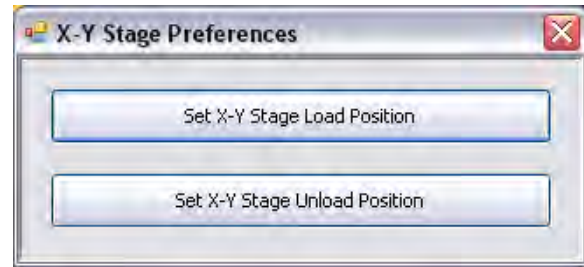 X-Y Stage Preferences
Set X-Y Stage Load Position
Set X-Y Stage Unload Position